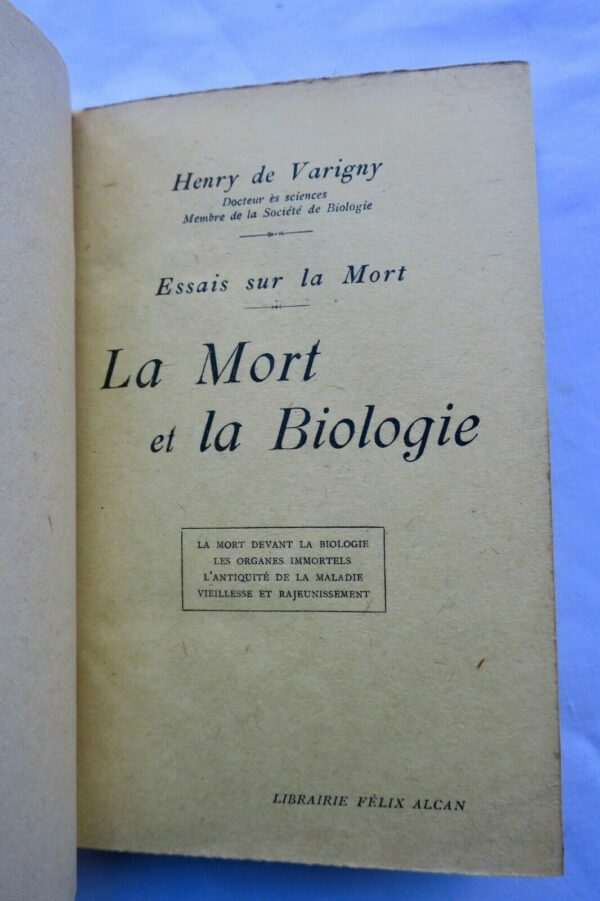 Henry de Varigny
Docteur ès sciences
Membre de la Société de Biologie
Essais sur la Mort
La Mort
et la Biologie
LA MORT DEVANT LA BIOLOGIE
LES ORGANES IMMORTELS
L'ANTIQUITÉ DE LA MALADIE
VIEILLESSE ET RAJEUNISSEMENT
LIBRAIRIE FÉLIX ALCAN